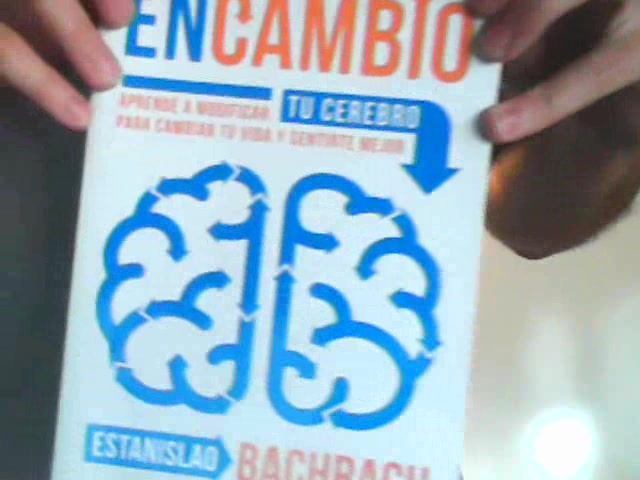 ENCAMBIO
APRENDE A MODIFICAR TU CEREBRO
PARA CAMBIAR TU VIDA Y SENTIRTE MEJOR
ESTANISLAO BACHRACH